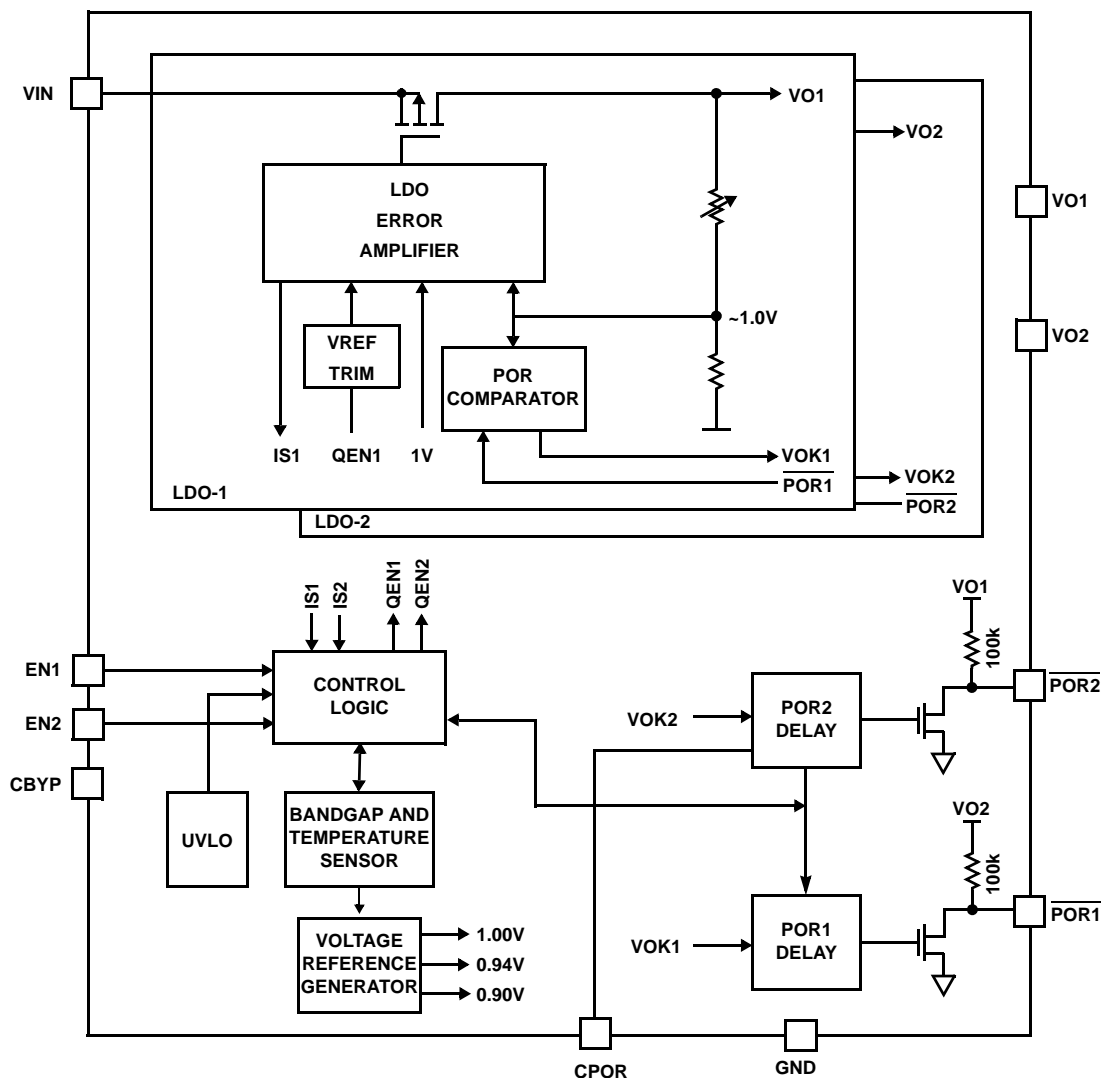 VIN
VO1
VO2
VO1
VO2
LDO
ERROR
AMPLIFIER
~1.0V
VREF
TRIM
POR
COMPARATOR
IS1
QEN1
1V
VOK1
POR1
VOK2
POR2
LDO-1
LDO-2
IS1
IS2
QEN1
QEN2
EN1
EN2
CBYP
CONTROL
LOGIC
UVLO
BANDGAP AND
TEMPERATURE
SENSOR
VOLTAGE
REFERENCE
GENERATOR
1.00V
0.94V
0.90V
VOK2
POR2
DELAY
VO1
100k
POR2
VOK1
POR1
DELAY
VO2
100k
POR1
CPOR
GND